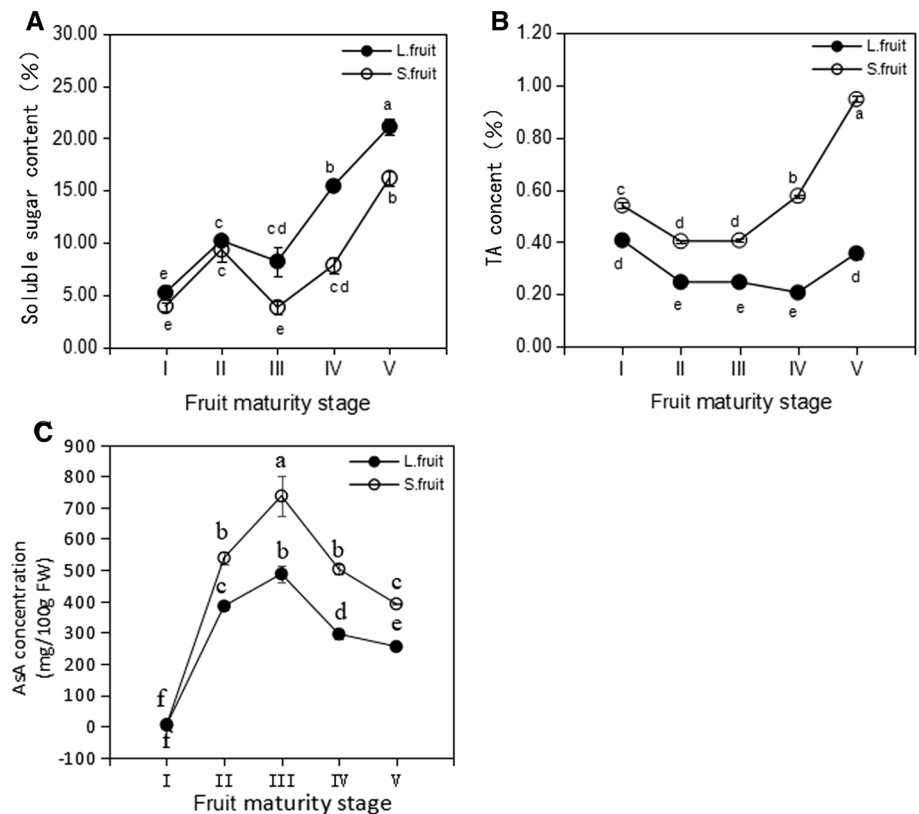 A
30.00
25.00
20.00
15.00
10.00
5.00
0.00
Soluble sugar content (%)
L.fruit
S.fruit
a
b
c d
c
e
b
c d
c
e
e
I II III IV V
Fruit maturity stage
B
1.20
1.00
0.80
0.60
0.40
0.20
0.00
TA concent (%)
L.fruit
S.fruit
c
d
d
b
a
d
e
e
e
d
I II III IV V
Fruit maturity stage
C
900
800
700
600
500
400
300
200
100
0
-100
AsA concentration
(mg/100g FW)
L.fruit
S.fruit
a
b
b
b
c
c
d
e
f
f
I II III IV V
Fruit maturity stage